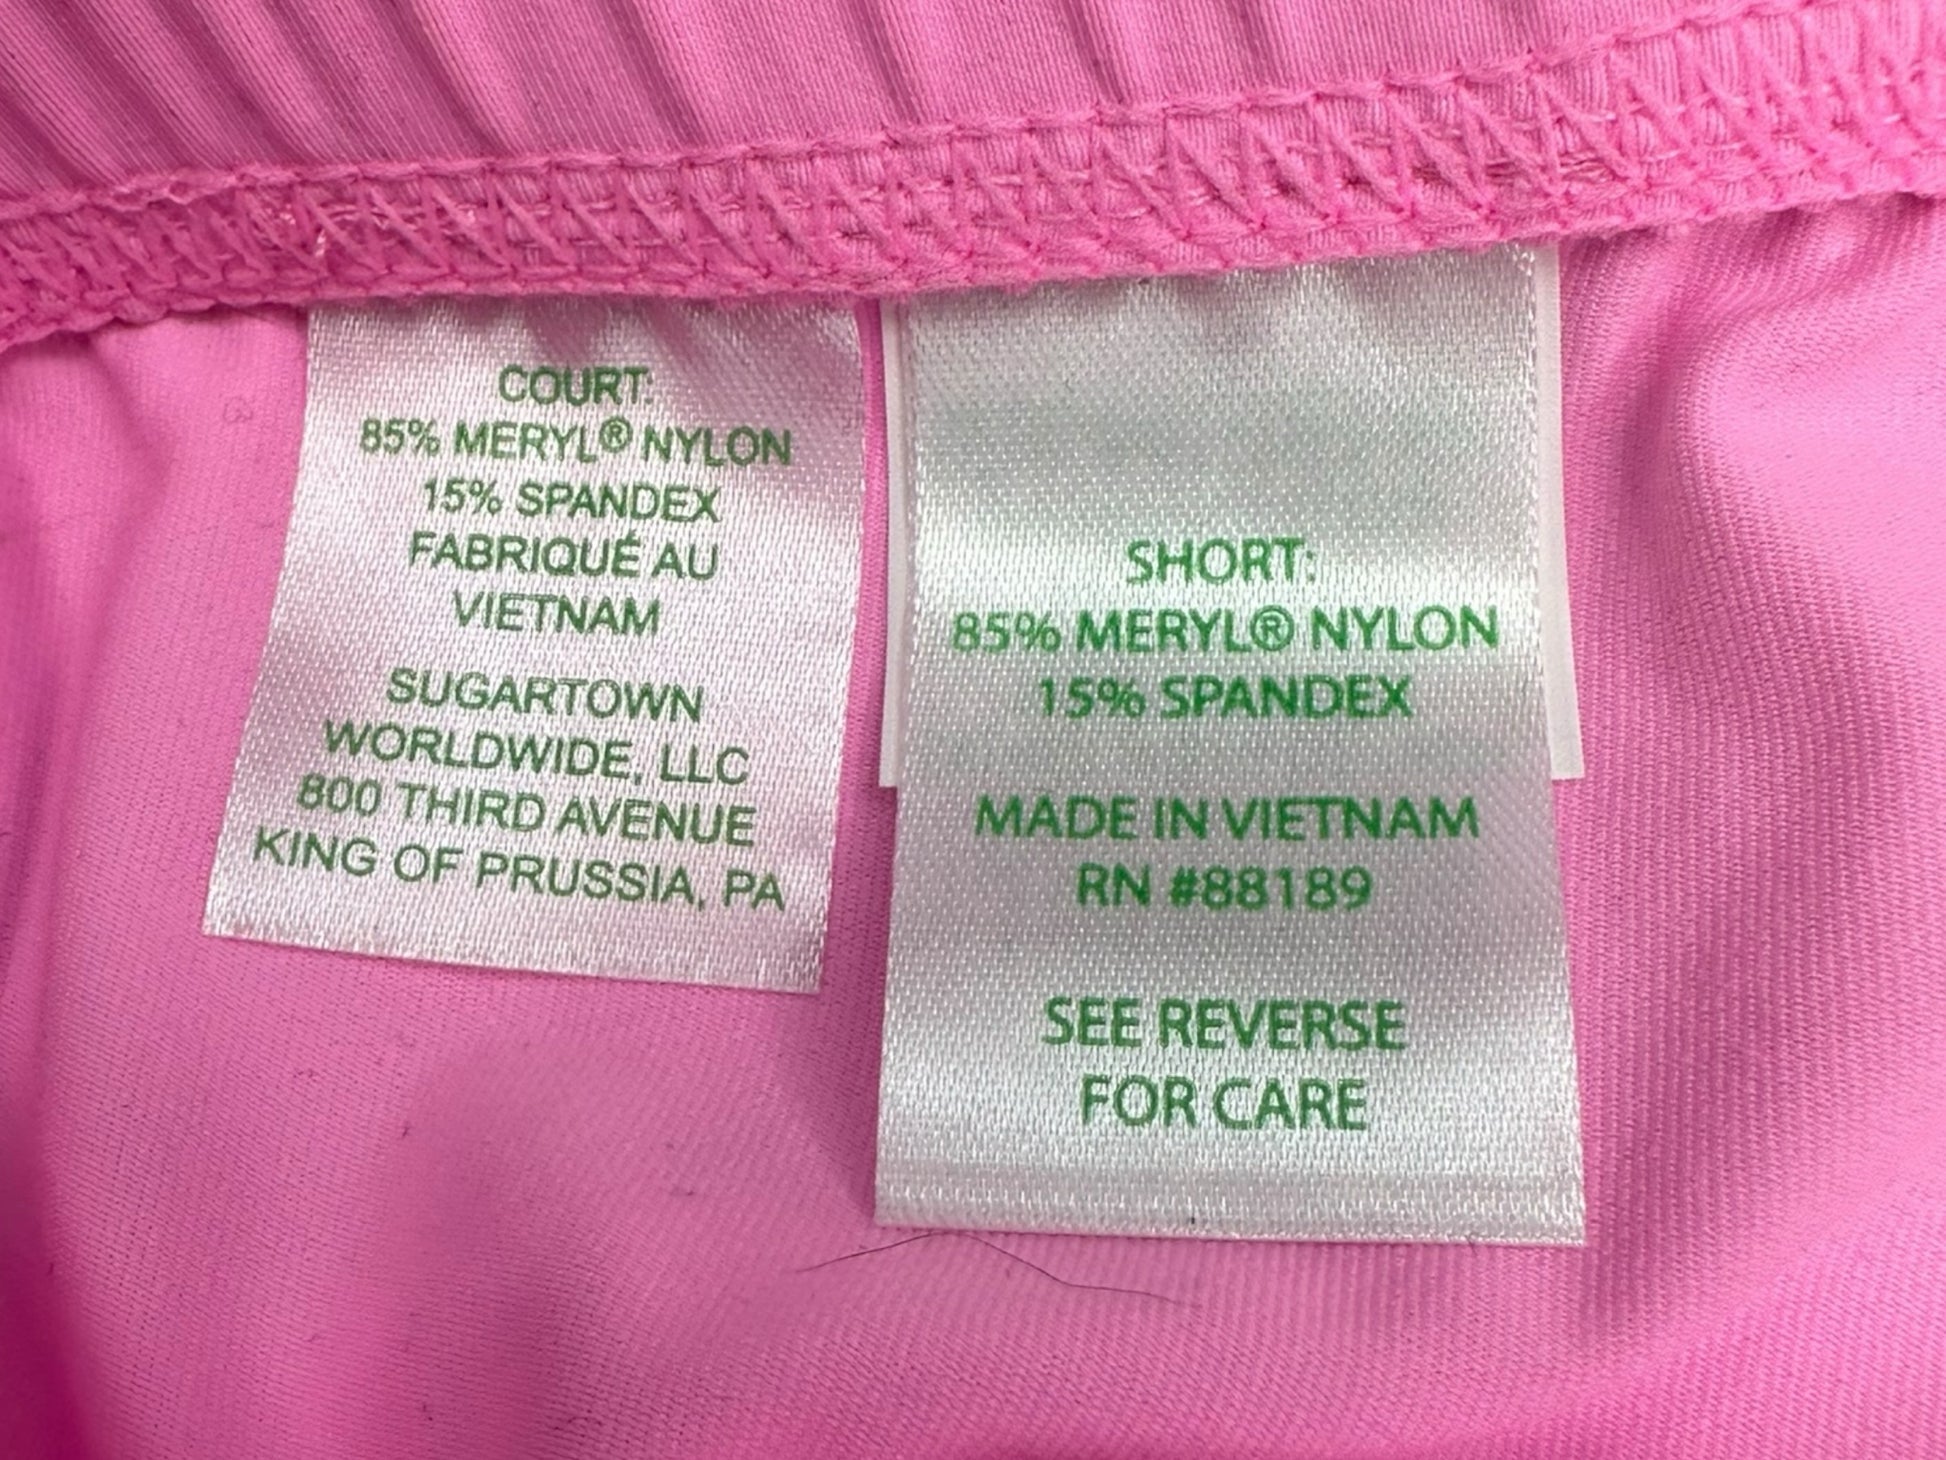 COURT:
85% MERYL® NYLON
15% SPANDEX
FABRIQUÉ AU
VIETNAM
SUGARTOWN
WORLDWIDE, LLC
800 THIRD AVENUE
KING OF PRUSSIA, PA
SHORT:
85% MERYL® NYLON
15% SPANDEX
MADE IN VIETNAM
RN #88189
SEE REVERSE
FOR CARE